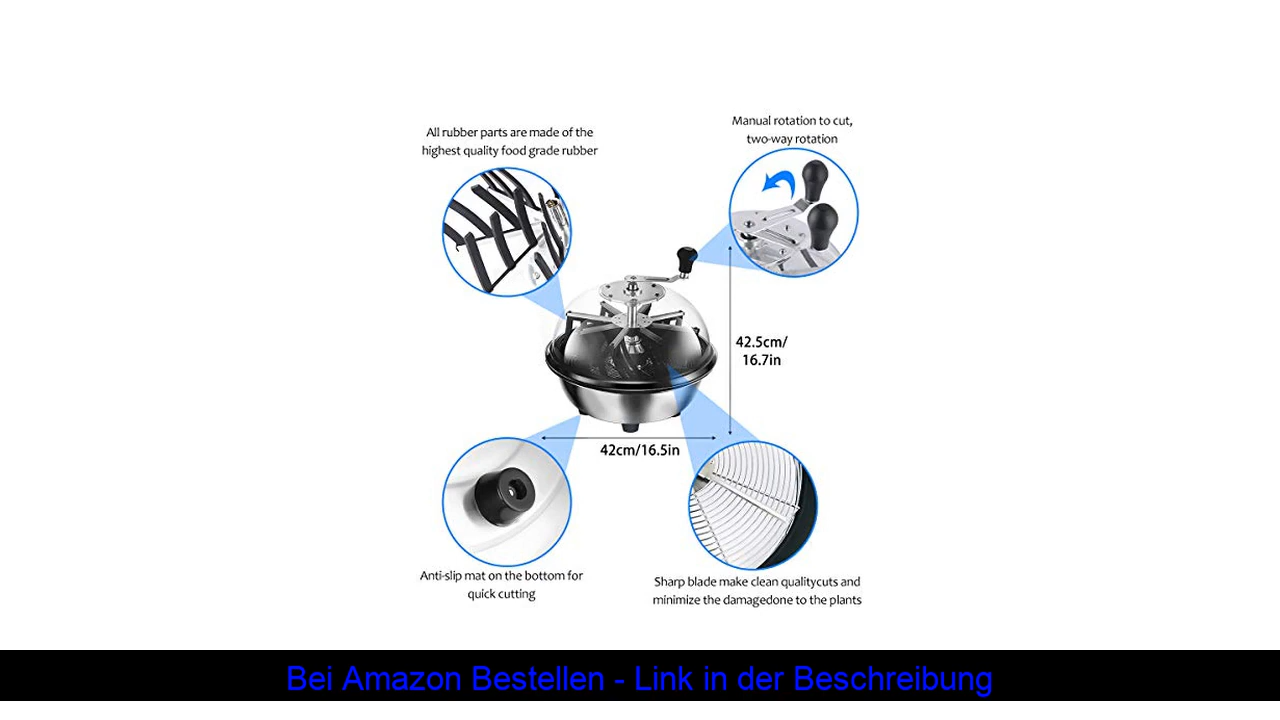 All rubber parts are made of the
highest quality food grade rubber
Manual rotation to cut,
two-way rotation
42.5cm/
16.7in
42cm/16.5in
Anti-slip mat on the bottom for
quick cutting
Sharp blade make clean qualitycuts and
minimize the damagedone to the plants
Bei Amazon Bestellen - Link in der Beschreibung